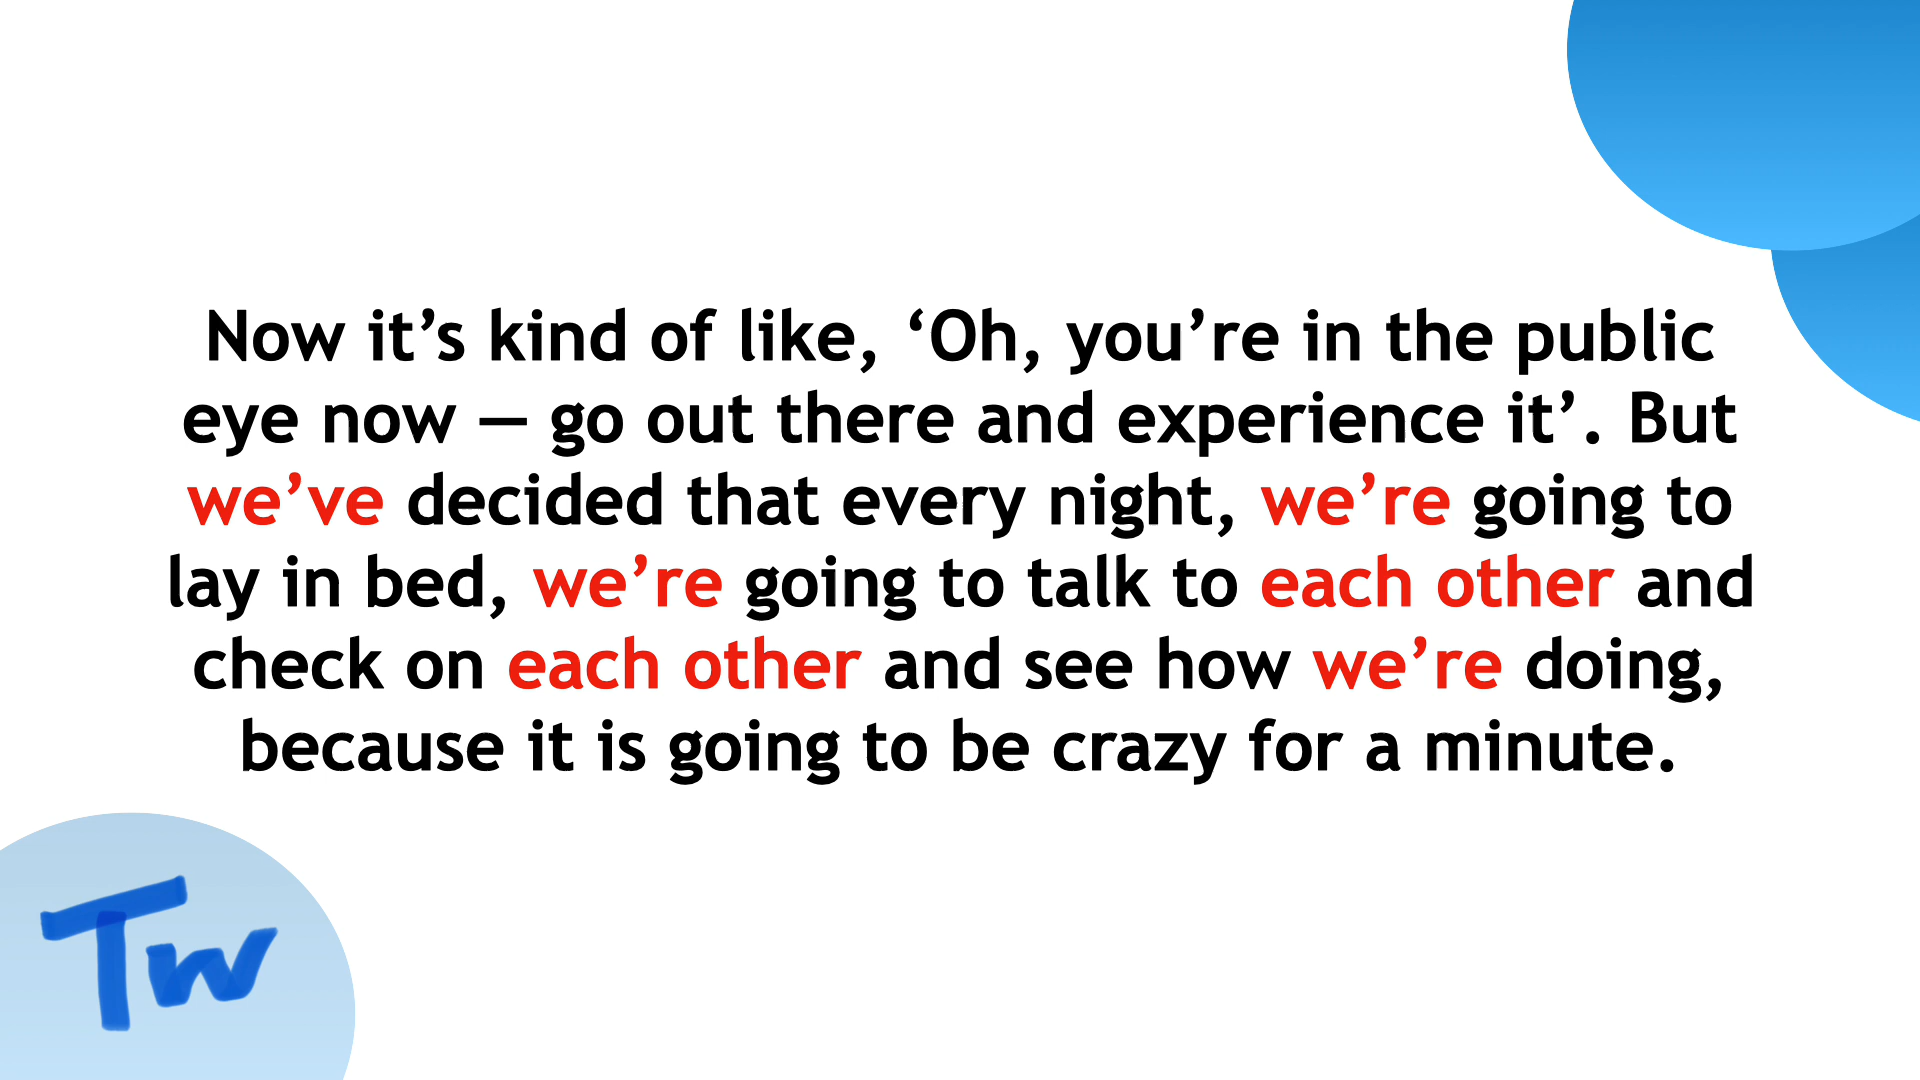 Now it’s kind of like, ‘Oh, you’re in the public
eye now — go out there and experience it’. But
we’ve decided that every night, we’re going to
lay in bed, we’re going to talk to each other and
check on each other and see how we’re doing,
because it is going to be crazy for a minute.
Tw